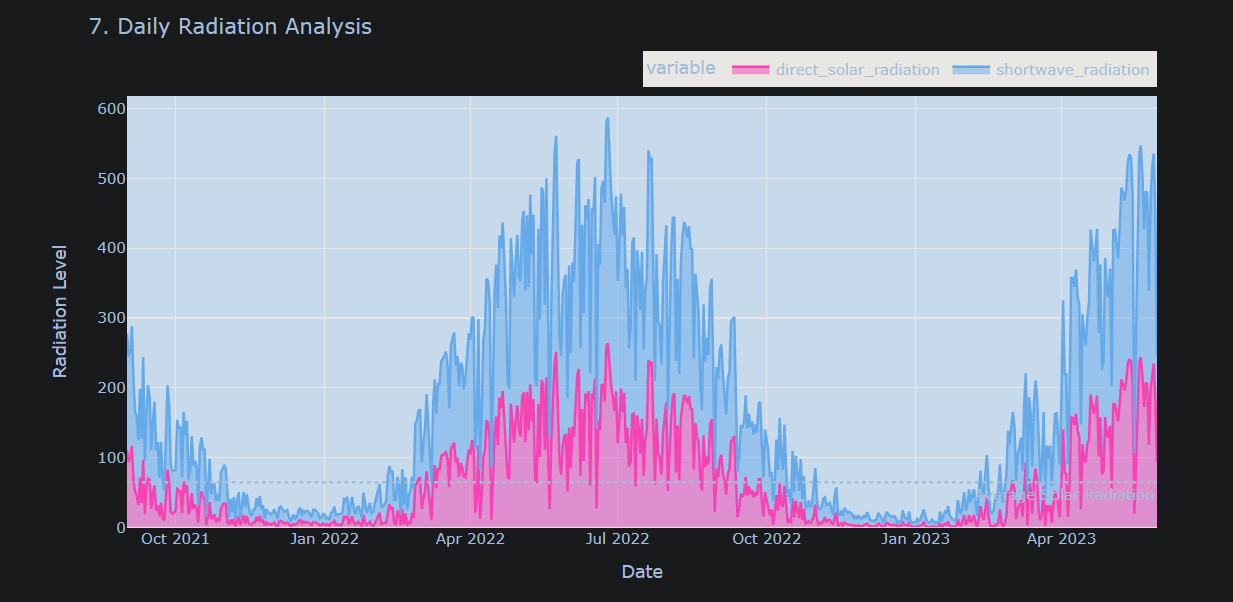 7. Daily Radiation Analysis
variable direct_solar_radiation shortwave_radiation
600
500
400
300
200
100
0
Radiation Level
Average Solar Radiation
Oct 2021 Jan 2022 Apr 2022 Jul 2022 Oct 2022 Jan 2023 Apr 2023
Date